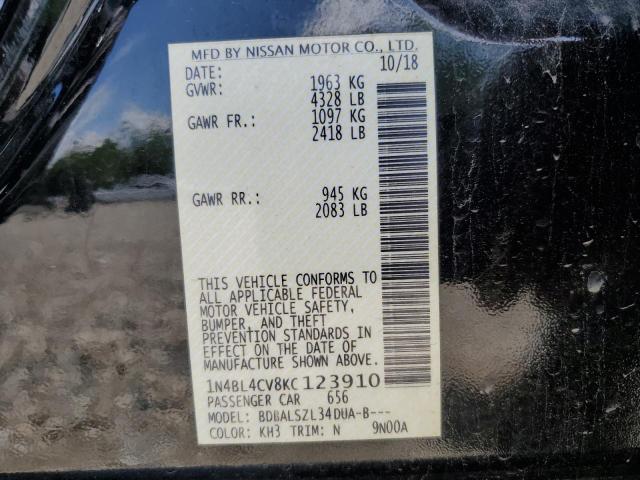 MFD BY NISSAN MOTOR CO., LTD.
DATE: 10/18
GVWR: 1963 KG
4328 LB
GAWR FR.: 1097 KG
2418 LB
GAWR RR.: 945 KG
2083 LB
THIS VEHICLE CONFORMS TO
ALL APPLICABLE FEDERAL
MOTOR VEHICLE SAFETY,
BUMPER, AND THEFT
PREVENTION STANDARDS IN
EFFECT ON THE DATE OF
MANUFACTURE SHOWN ABOVE.
1N4BL4CV8KC123910
PASSENGER CAR 656
MODEL: BDBALSZL34DUA-B---
COLOR: KH3 TRIM: N 9N00A
1N4BL4CV8KC123910